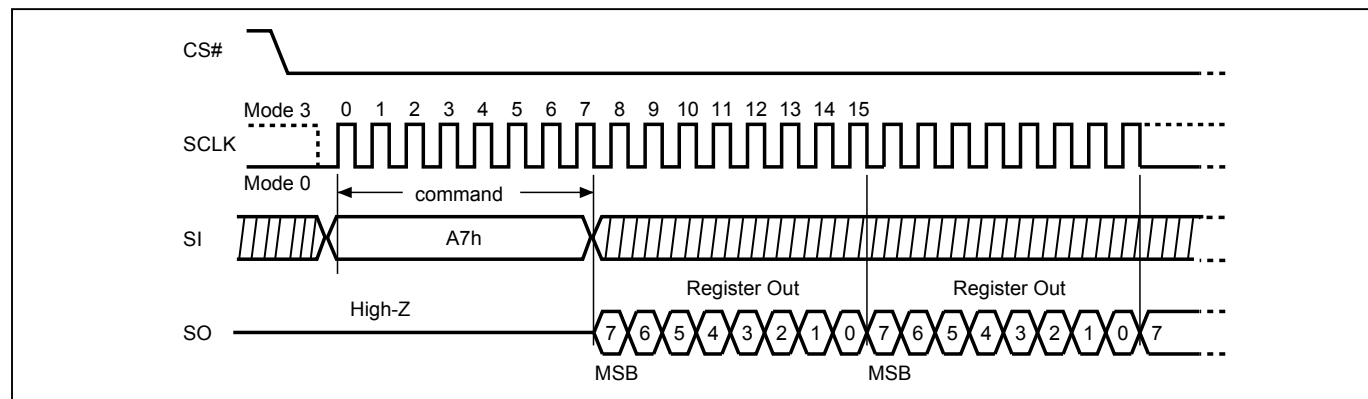 CS#
Mode 3
0 1 2 3 4 5 6 7 8 9 10 11 12 13 14 15
SCLK
Mode 0
command
SI
A7h
Register Out Register Out
High-Z
SO
7 6 5 4 3 2 1 0 7 6 5 4 3 2 1 0 7
MSB MSB